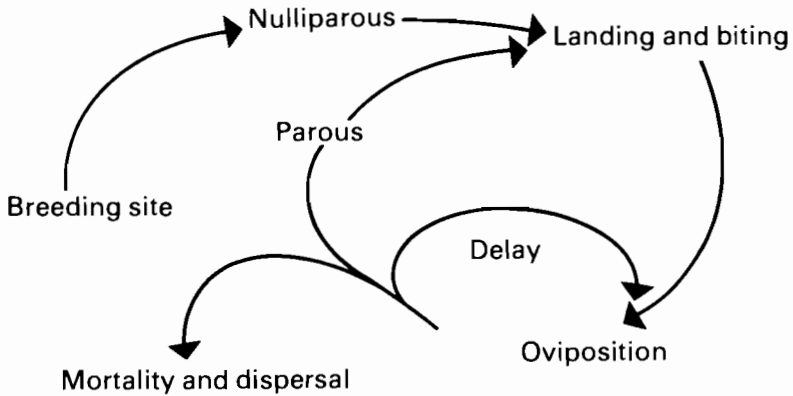 Nulliparous
Landing and biting
Parous
Breeding site
Delay
Oviposition
Mortality and dispersal